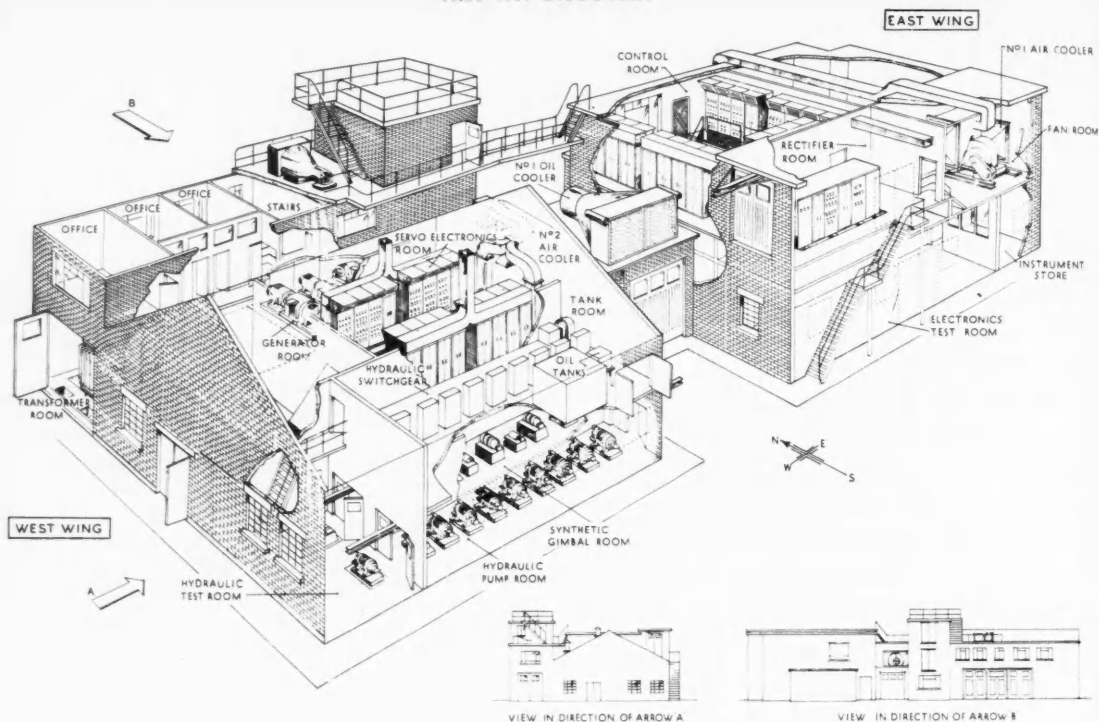 EAST WING
Nº1 AIR COOLER
CONTROL
ROOM
B
FAN ROOM
RECTIFIER
ROOM
Nº1 OIL
COOLER
OFFICE
OFFICE
OFFICE
STAIRS
SERVO ELECTRONICS
ROOM
Nº2
AIR
COOLER
INSTRUMENT
STORE
TANK
ROOM
ELECTRONICS
TEST ROOM
GENERATOR
ROOM
HYDRAULIC
SWITCHGEAR
OIL
TANKS
TRANSFORMER
ROOM
N
E
W
S
WEST WING
SYNTHETIC
GIMBAL ROOM
HYDRAULIC
PUMP ROOM
HYDRAULIC
TEST ROOM
A
VIEW IN DIRECTION OF ARROW A
VIEW IN DIRECTION OF ARROW B